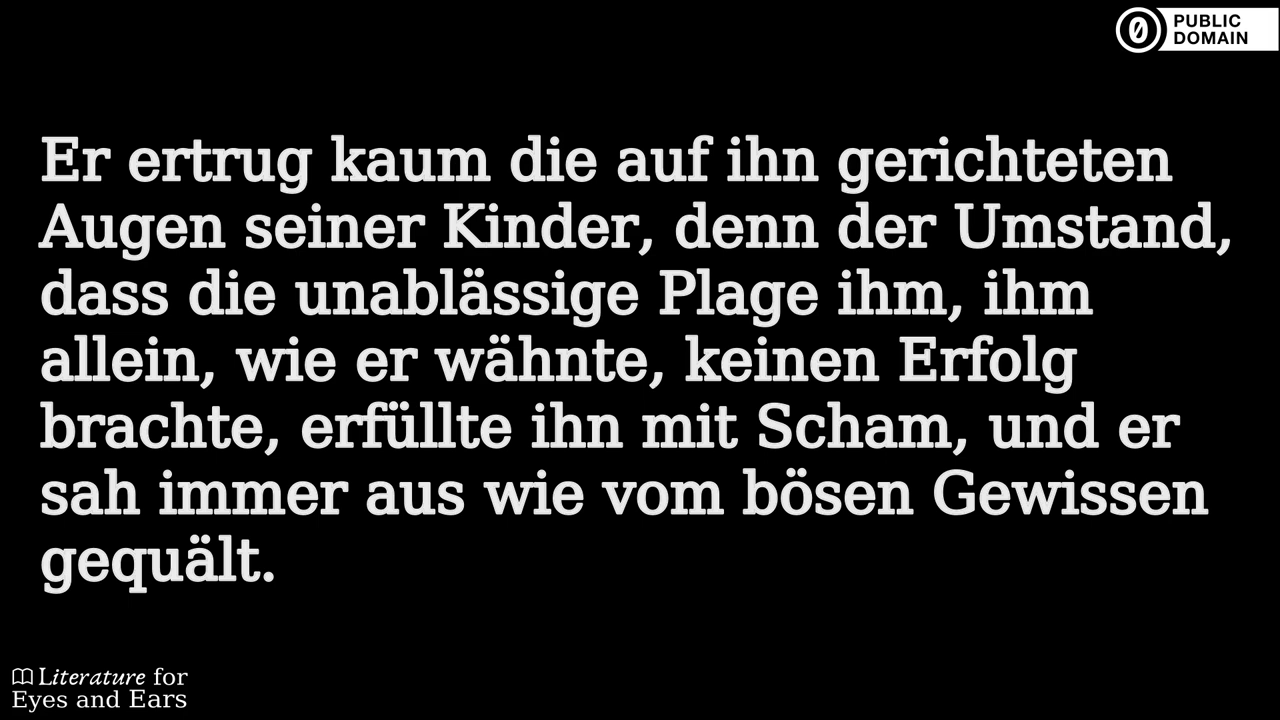 PUBLIC
DOMAIN
Er ertrug kaum die auf ihn gerichteten
Augen seiner Kinder, denn der Umstand,
dass die unablässige Plage ihm, ihm
allein, wie er wähnte, keinen Erfolg
brachte, erfüllte ihn mit Scham, und er
sah immer aus wie vom bösen Gewissen
gequält.
Literature for
Eyes and Ears